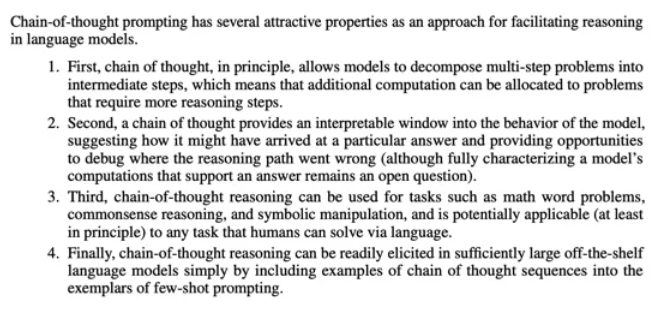 Chain-of-thought prompting has several attractive properties as an approach for facilitating reasoning
in language models.
1. First, chain of thought, in principle, allows models to decompose multi-step problems into
intermediate steps, which means that additional computation can be allocated to problems
that require more reasoning steps.
2. Second, a chain of thought provides an interpretable window into the behavior of the model,
suggesting how it might have arrived at a particular answer and providing opportunities
to debug where the reasoning path went wrong (although fully characterizing a model's
computations that support an answer remains an open question).
3. Third, chain-of-thought reasoning can be used for tasks such as math word problems,
commonsense reasoning, and symbolic manipulation, and is potentially applicable (at least
in principle) to any task that humans can solve via language.
4. Finally, chain-of-thought reasoning can be readily elicited in sufficiently large off-the-shelf
language models simply by including examples of chain of thought sequences into the
exemplars of few-shot prompting.